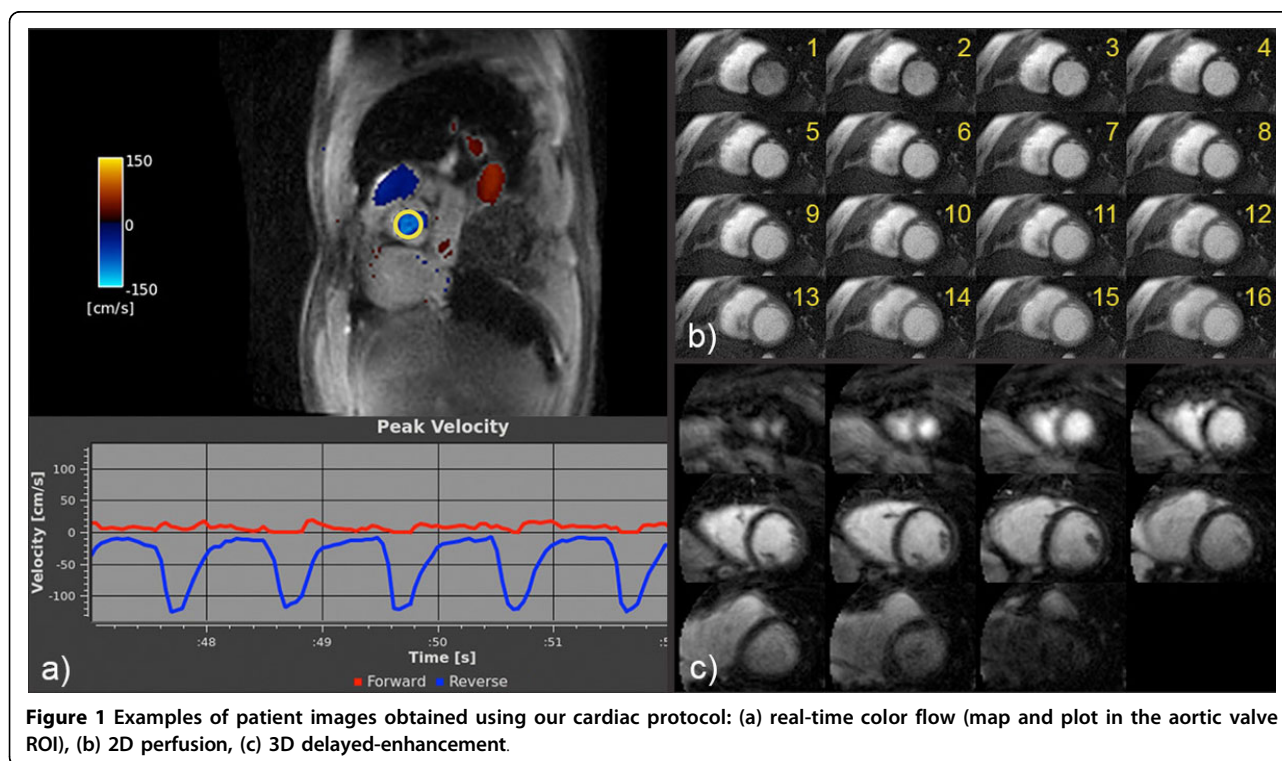 150
0
-150
[cm/s]
Peak Velocity
Velocity [cm/s]
100
50
0
-50
-100
:48
:49
:50
:51
Time [s]
Forward
Reverse
a)
1
2
3
4
5
6
7
8
9
10
11
12
13
14
15
16
b)
c)
Figure 1 Examples of patient images obtained using our cardiac protocol: (a) real-time color flow (map and plot in the aortic valve
ROI), (b) 2D perfusion, (c) 3D delayed-enhancement.